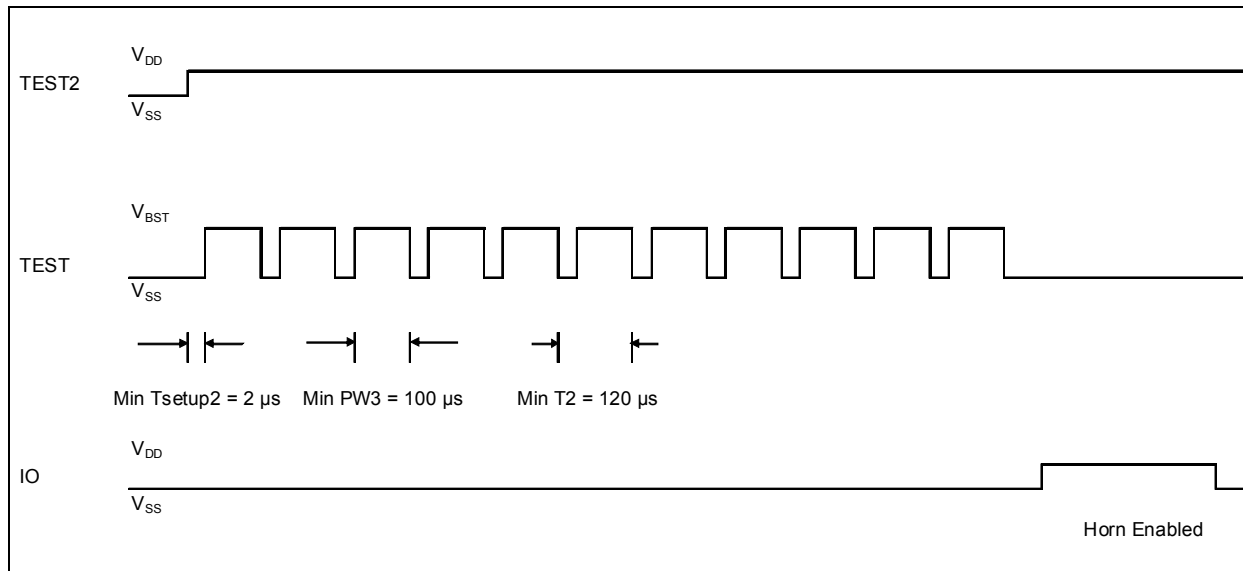 V_DD
TEST2
V_SS
V_BST
TEST
V_SS
Min Tsetup2 = 2 µs Min PW3 = 100 µs Min T2 = 120 µs
V_DD
IO
V_SS
Horn Enabled